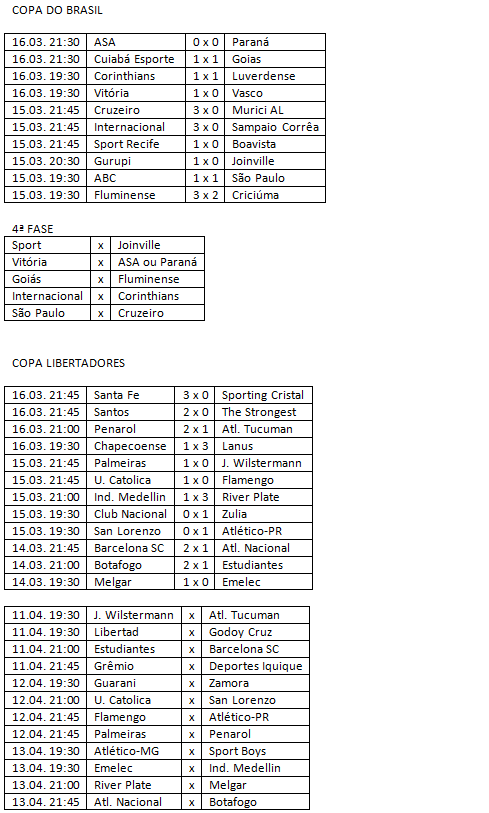 COPA DO BRASIL
16.03. 21:30 ASA 0 x 0 Paraná
16.03. 21:30 Cuiabá Esporte 1 x 1 Goias
16.03. 19:30 Corinthians 1 x 1 Luverdense
16.03. 19:30 Vitória 1 x 0 Vasco
15.03. 21:45 Cruzeiro 3 x 0 Murici AL
15.03. 21:45 Internacional 3 x 0 Sampaio Corrêa
15.03. 21:45 Sport Recife 1 x 0 Boavista
15.03. 20:30 Gurupi 1 x 0 Joinville
15.03. 19:30 ABC 1 x 1 São Paulo
15.03. 19:30 Fluminense 3 x 2 Criciúma
4ª FASE
Sport x Joinville
Vitória x ASA ou Paraná
Goiás x Fluminense
Internacional x Corinthians
São Paulo x Cruzeiro
COPA LIBERTADORES
16.03. 21:45 Santa Fe 3 x 0 Sporting Cristal
16.03. 21:45 Santos 2 x 0 The Strongest
16.03. 21:00 Penarol 2 x 1 Atl. Tucuman
16.03. 19:30 Chapecoense 1 x 3 Lanus
15.03. 21:45 Palmeiras 1 x 0 J. Wilstermann
15.03. 21:45 U. Catolica 1 x 0 Flamengo
15.03. 21:00 Ind. Medellin 1 x 3 River Plate
15.03. 19:30 Club Nacional 0 x 1 Zulia
15.03. 19:30 San Lorenzo 0 x 1 Atlético-PR
14.03. 21:45 Barcelona SC 2 x 1 Atl. Nacional
14.03. 21:00 Botafogo 2 x 1 Estudiantes
14.03. 19:30 Melgar 1 x 0 Emelec
11.04. 19:30 J. Wilstermann x Atl. Tucuman
11.04. 19:30 Libertad x Godoy Cruz
11.04. 21:00 Estudiantes x Barcelona SC
11.04. 21:45 Grêmio x Deportes Iquique
12.04. 19:30 Guarani x Zamora
12.04. 21:00 U. Catolica x San Lorenzo
12.04. 21:45 Flamengo x Atlético-PR
12.04. 21:45 Palmeiras x Penarol
13.04. 19:30 Atlético-MG x Sport Boys
13.04. 19:30 Emelec x Ind. Medellin
13.04. 21:00 River Plate x Melgar
13.04. 21:45 Atl. Nacional x Botafogo